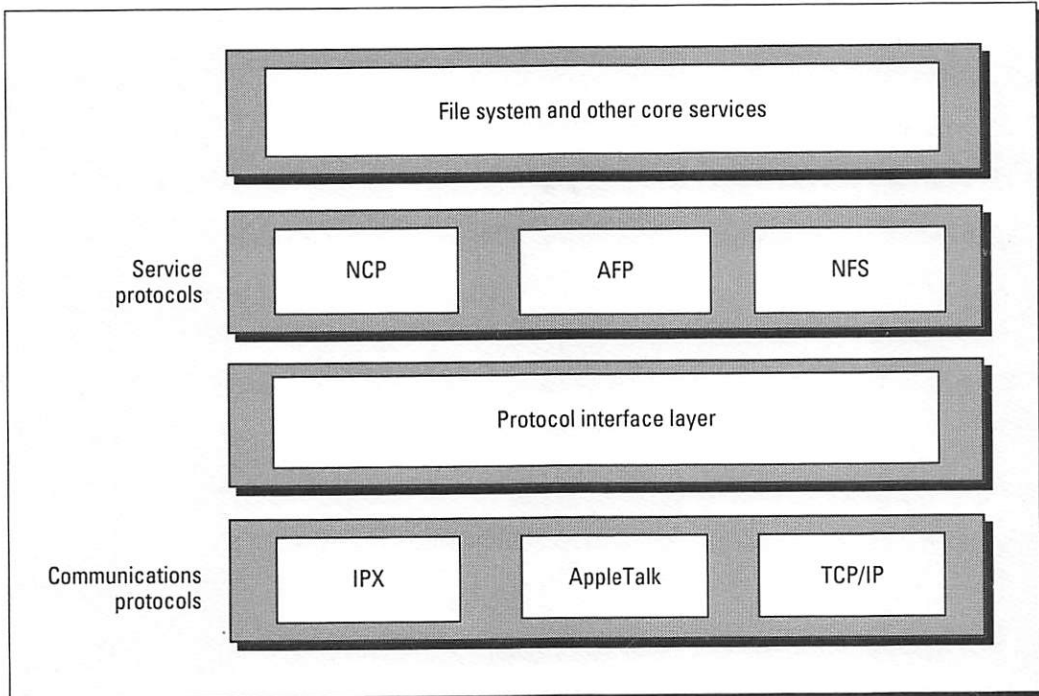 File system and other core services
Service
protocols
NCP
AFP
NFS
Protocol interface layer
Communications
protocols
IPX
AppleTalk
TCP/IP